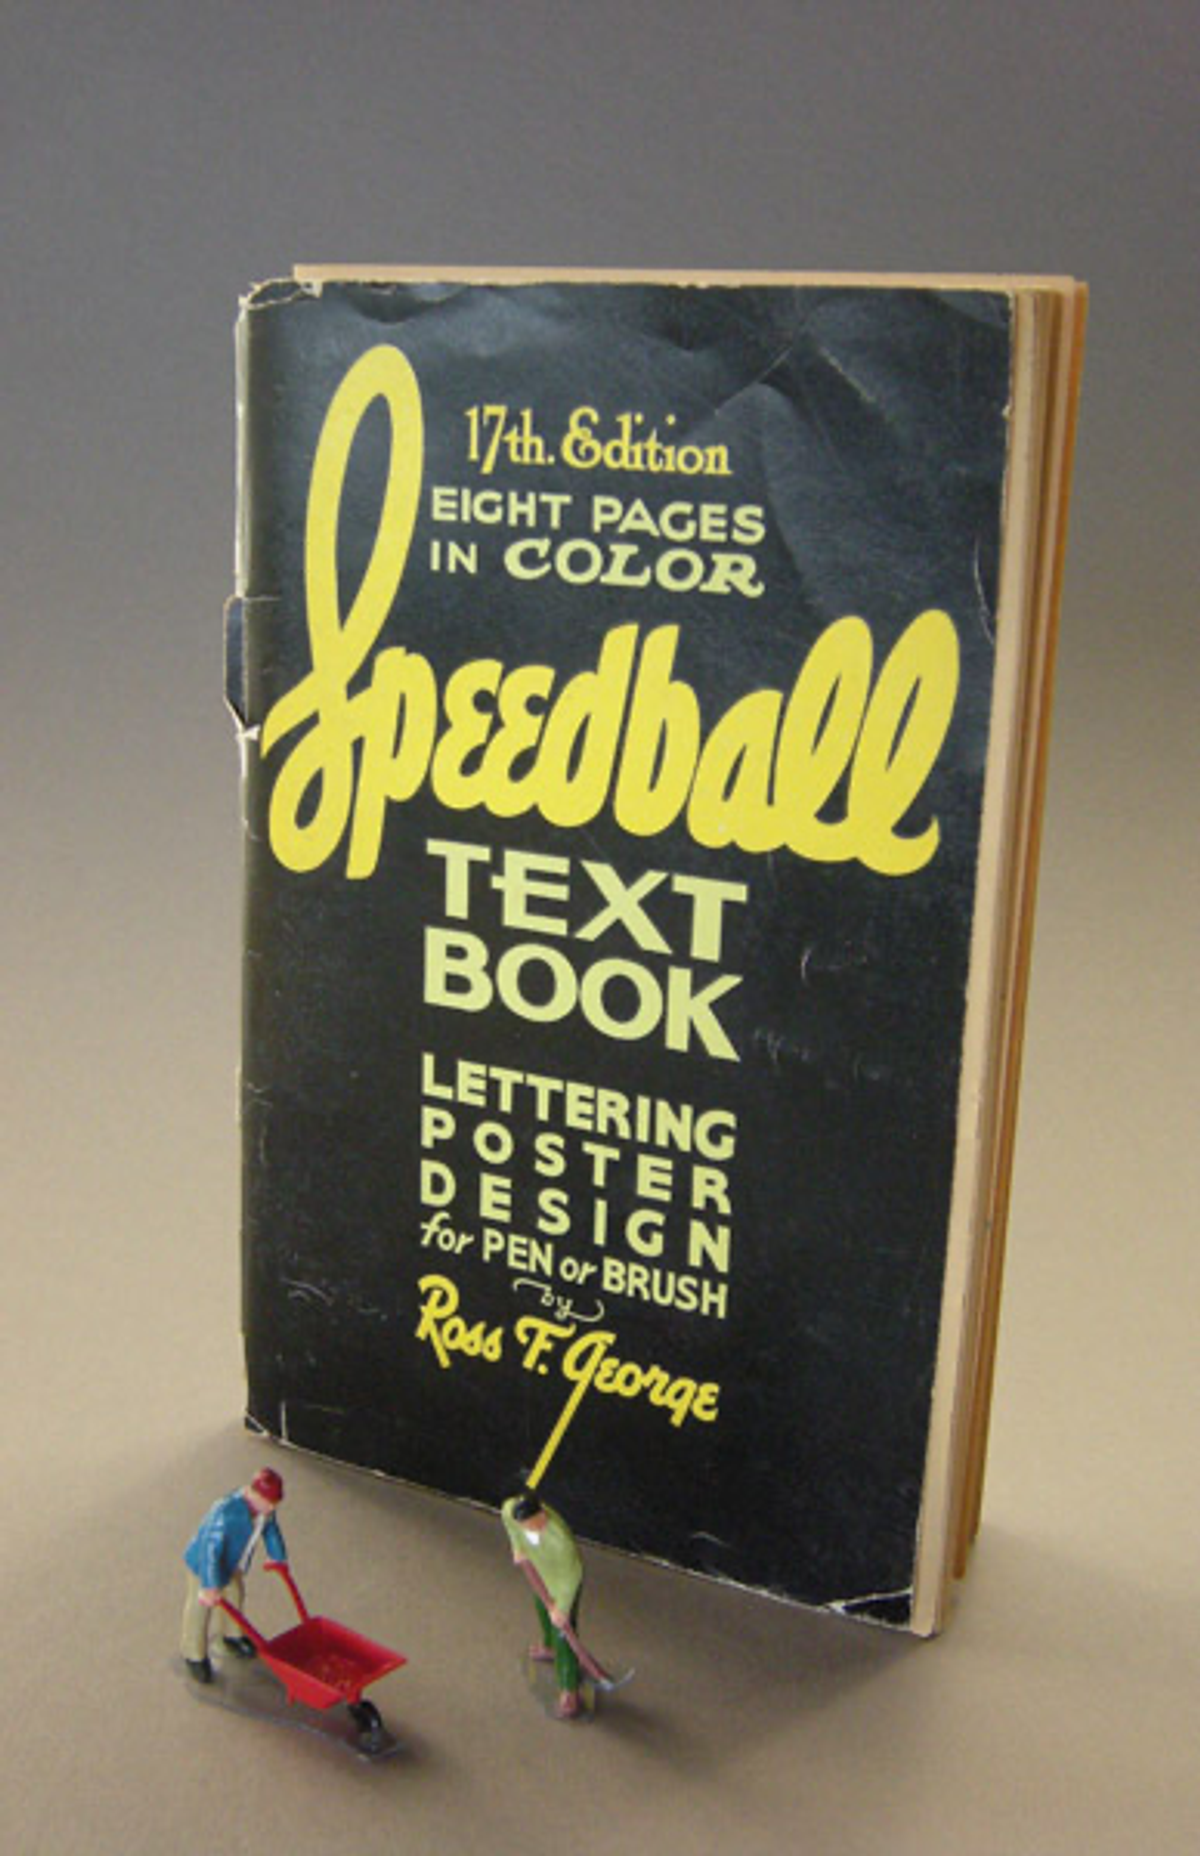 17th. Edition
EIGHT PAGES
IN COLOR
Speedball
TEXT
BOOK
LETTERING
POSTER
DESIGN
for PEN or BRUSH
by
Ross F. George